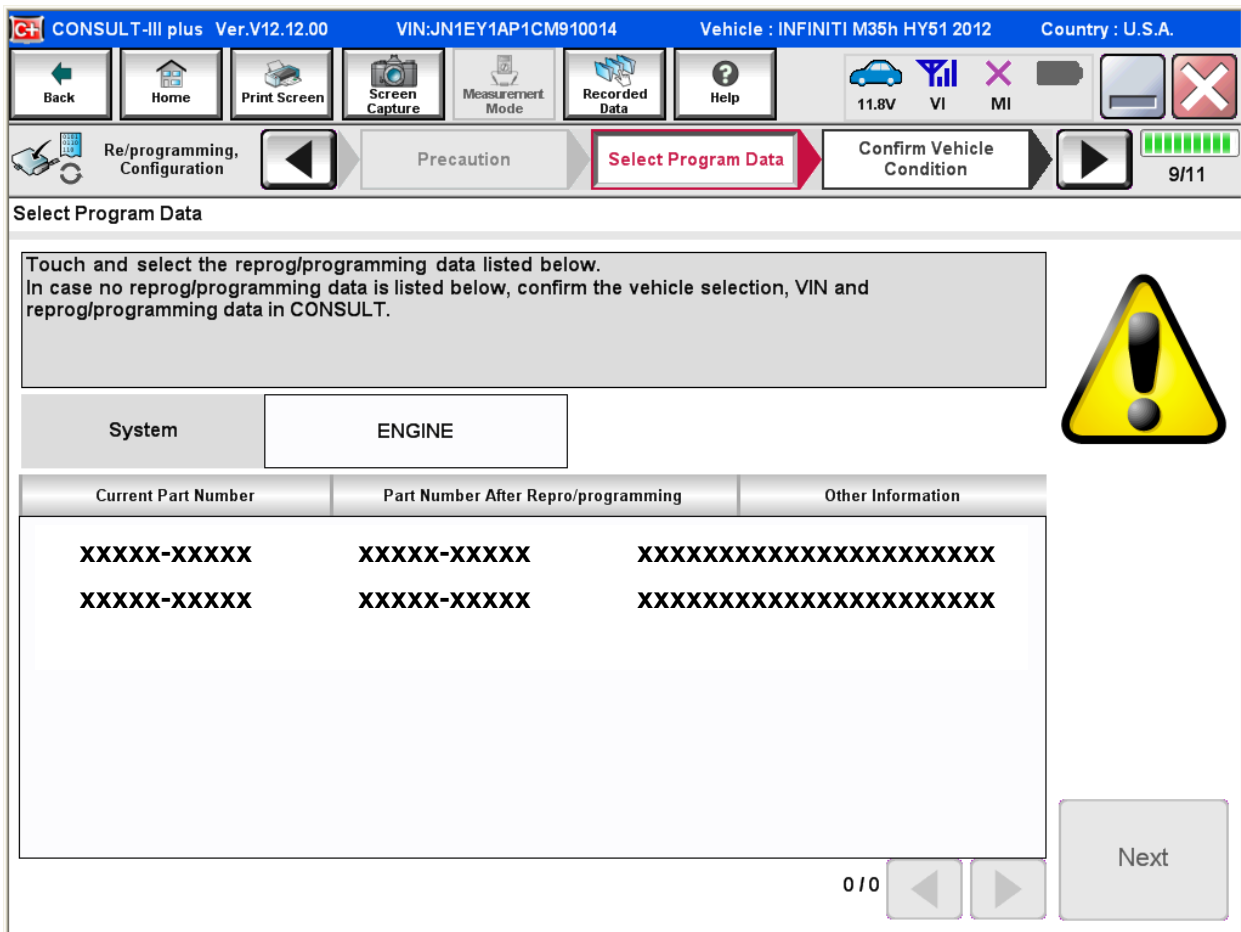 C+ CONSULT-III plus Ver.V12.12.00 VIN:JN1EY1AP1CM910014 Vehicle : INFINITI M35h HY51 2012 Country : U.S.A.
Back Home Print Screen Screen Capture Measurement Mode Recorded Data Help 11.8V VI MI
Re/programming, Configuration Precaution Select Program Data Confirm Vehicle Condition 9/11
Select Program Data
Touch and select the reprog/programming data listed below.
In case no reprog/programming data is listed below, confirm the vehicle selection, VIN and
reprog/programming data in CONSULT.
System ENGINE
Current Part Number Part Number After Repro/programming Other Information
XXXXX-XXXXX XXXXX-XXXXX XXXXXXXXXXXXXXXXXXXXXX
XXXXX-XXXXX XXXXX-XXXXX XXXXXXXXXXXXXXXXXXXXXX
Next
0/0